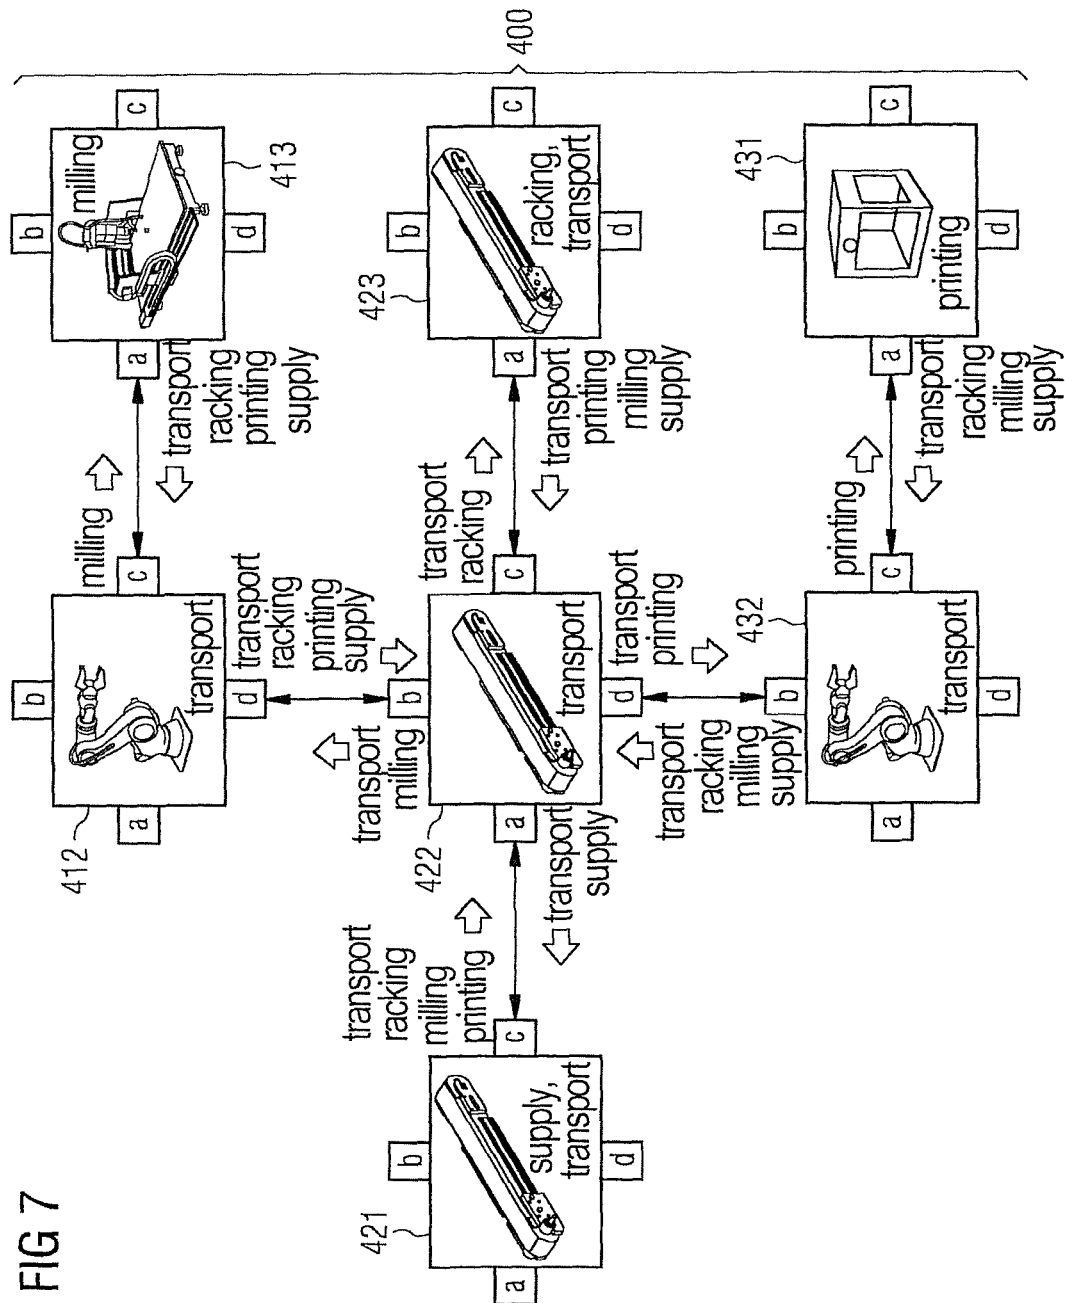 FIG 7
400
b
a
transport
c
d
412
milling
transport
racking
printing
supply
b
milling
a
c
d
413
transport
racking
printing
supply
transport
milling
b
a
supply,
transport
c
d
421
transport
racking
milling
printing
transport
supply
b
a
transport
c
d
422
transport
racking
transport
printing
milling
supply
b
a
racking,
transport
c
d
423
transport
printing
transport
racking
milling
supply
b
a
transport
c
d
432
printing
transport
racking
milling
supply
b
a
printing
c
d
431